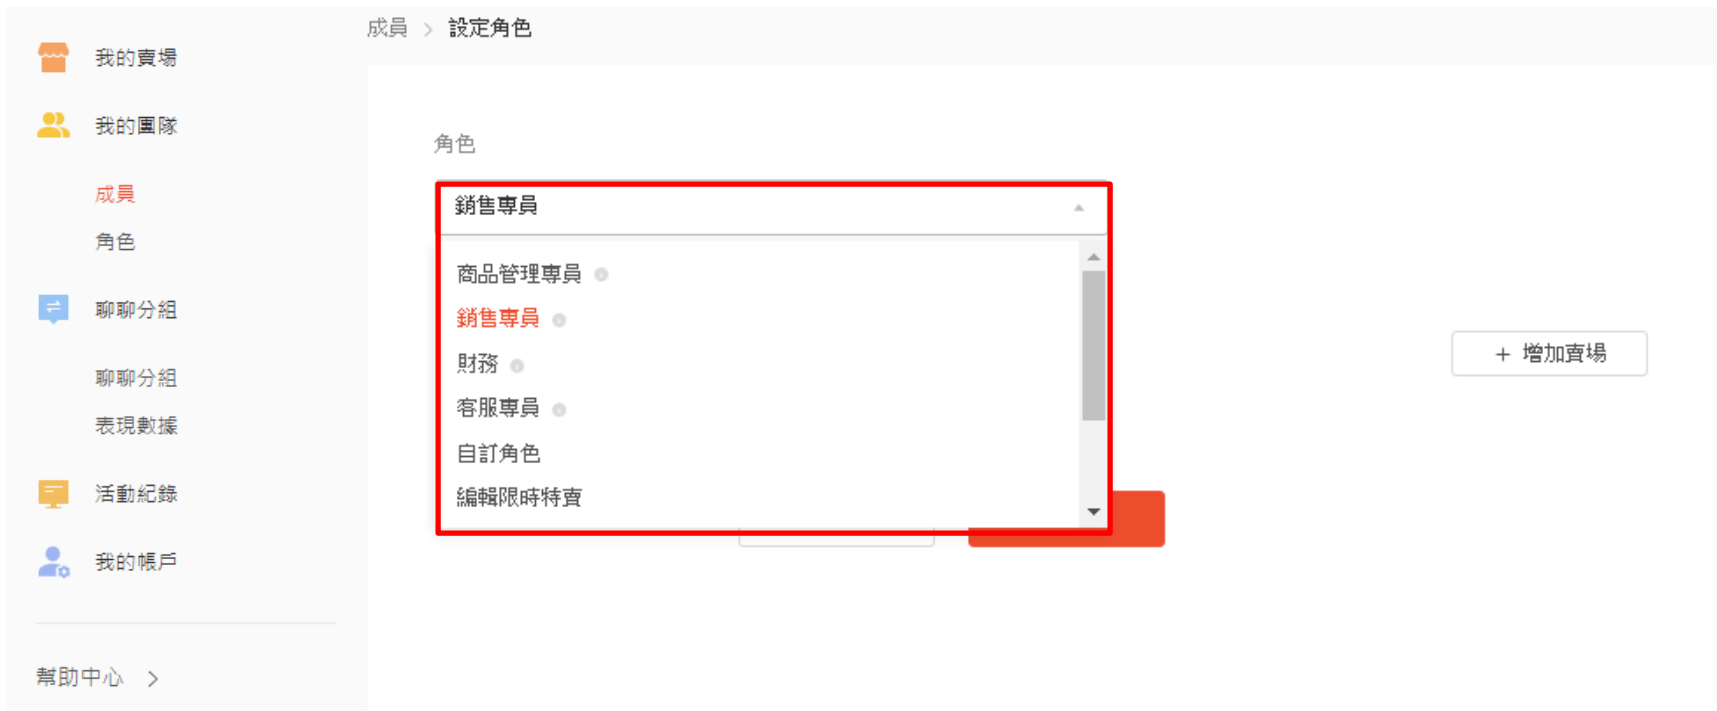 成員 > 設定角色
我的賣場
我的團隊
成員
角色
聊聊分組
聊聊分組
表現數據
活動紀錄
我的帳戶
幫助中心 >
角色
銷售專員
商品管理專員
銷售專員
財務
客服專員
自訂角色
編輯限時特賣
+ 增加賣場